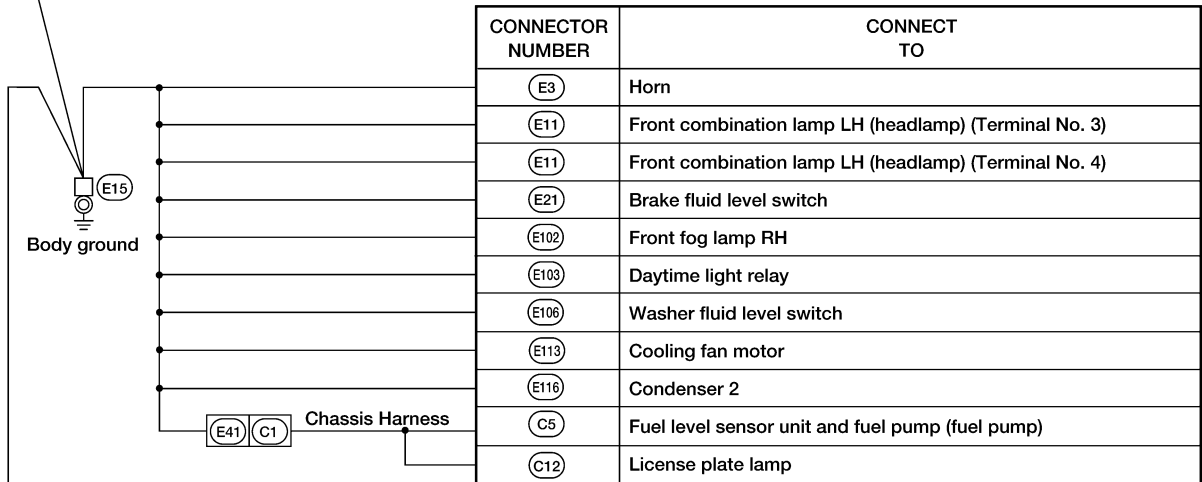 CONNECTOR NUMBER CONNECT TO
E3 Horn
E11 Front combination lamp LH (headlamp) (Terminal No. 3)
E11 Front combination lamp LH (headlamp) (Terminal No. 4)
E15
E21 Brake fluid level switch
Body ground
E102 Front fog lamp RH
E103 Daytime light relay
E106 Washer fluid level switch
E113 Cooling fan motor
E116 Condenser 2
E41 C1 Chassis Harness C5 Fuel level sensor unit and fuel pump (fuel pump)
C12 License plate lamp